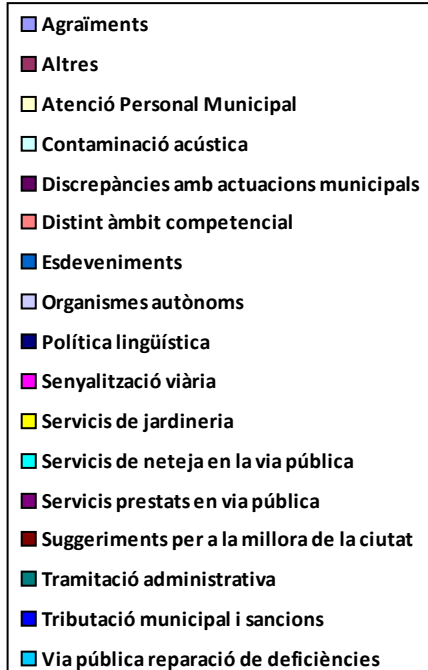 Agraïments
Altres
Atenció Personal Municipal
Contaminació acústica
Discrepàncies amb actuacions municipals
Distint àmbit competencial
Esdeveniments
Organismes autònoms
Política lingüística
Senyalització viària
Servicis de jardineria
Servicis de neteja en la via pública
Servicis prestats en via pública
Suggeriments per a la millora de la ciutat
Tramitació administrativa
Tributació municipal i sancions
Via pública reparació de deficiències